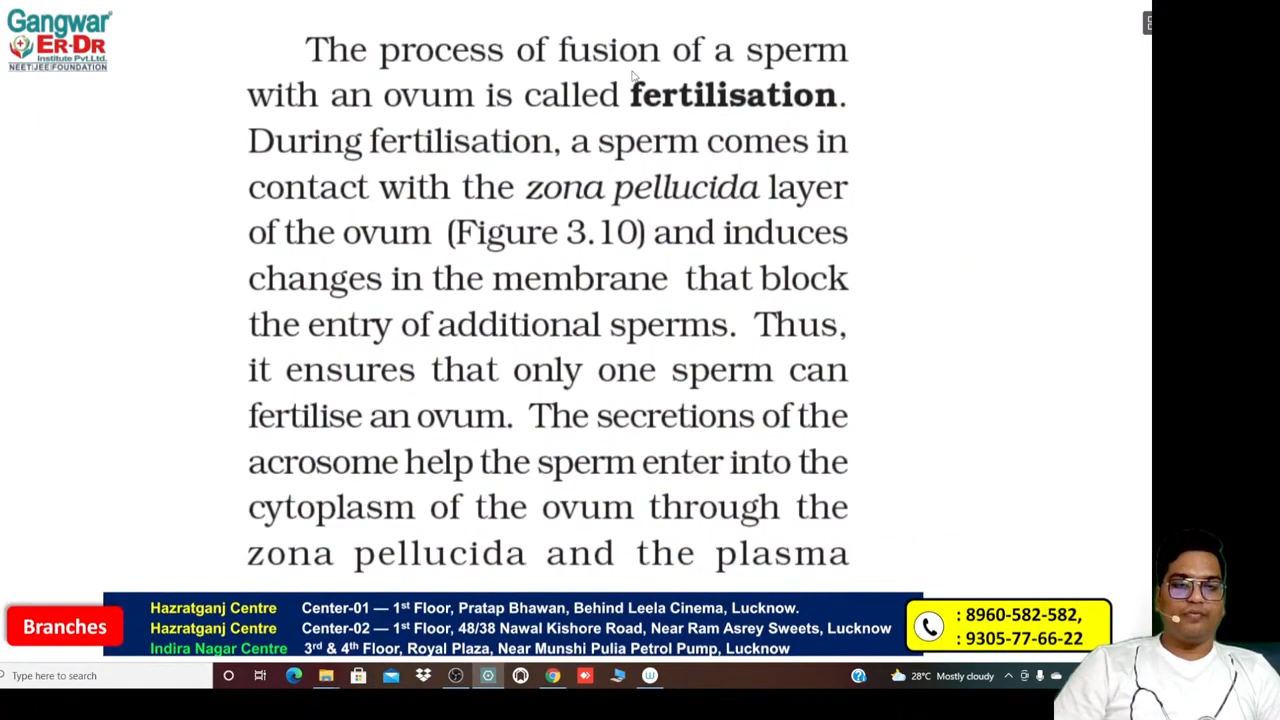 Gangwar
ER-DR
Institute Pvt.Ltd.
NEET|JEE|FOUNDATION
The process of fusion of a sperm
with an ovum is called fertilisation.
During fertilisation, a sperm comes in
contact with the zona pellucida layer
of the ovum (Figure 3.10) and induces
changes in the membrane that block
the entry of additional sperms. Thus,
it ensures that only one sperm can
fertilise an ovum. The secretions of the
acrosome help the sperm enter into the
cytoplasm of the ovum through the
zona pellucida and the plasma
Branches
Hazratganj Centre Center-01 — 1st Floor, Pratap Bhawan, Behind Leela Cinema, Lucknow.
Hazratganj Centre Center-02 — 1st Floor, 48/38 Nawal Kishore Road, Near Ram Asrey Sweets, Lucknow
Indira Nagar Centre 3rd & 4th Floor, Royal Plaza, Near Munshi Pulia Petrol Pump, Lucknow
: 8960-582-582,
: 9305-77-66-22
Type here to search
28°C Mostly cloudy